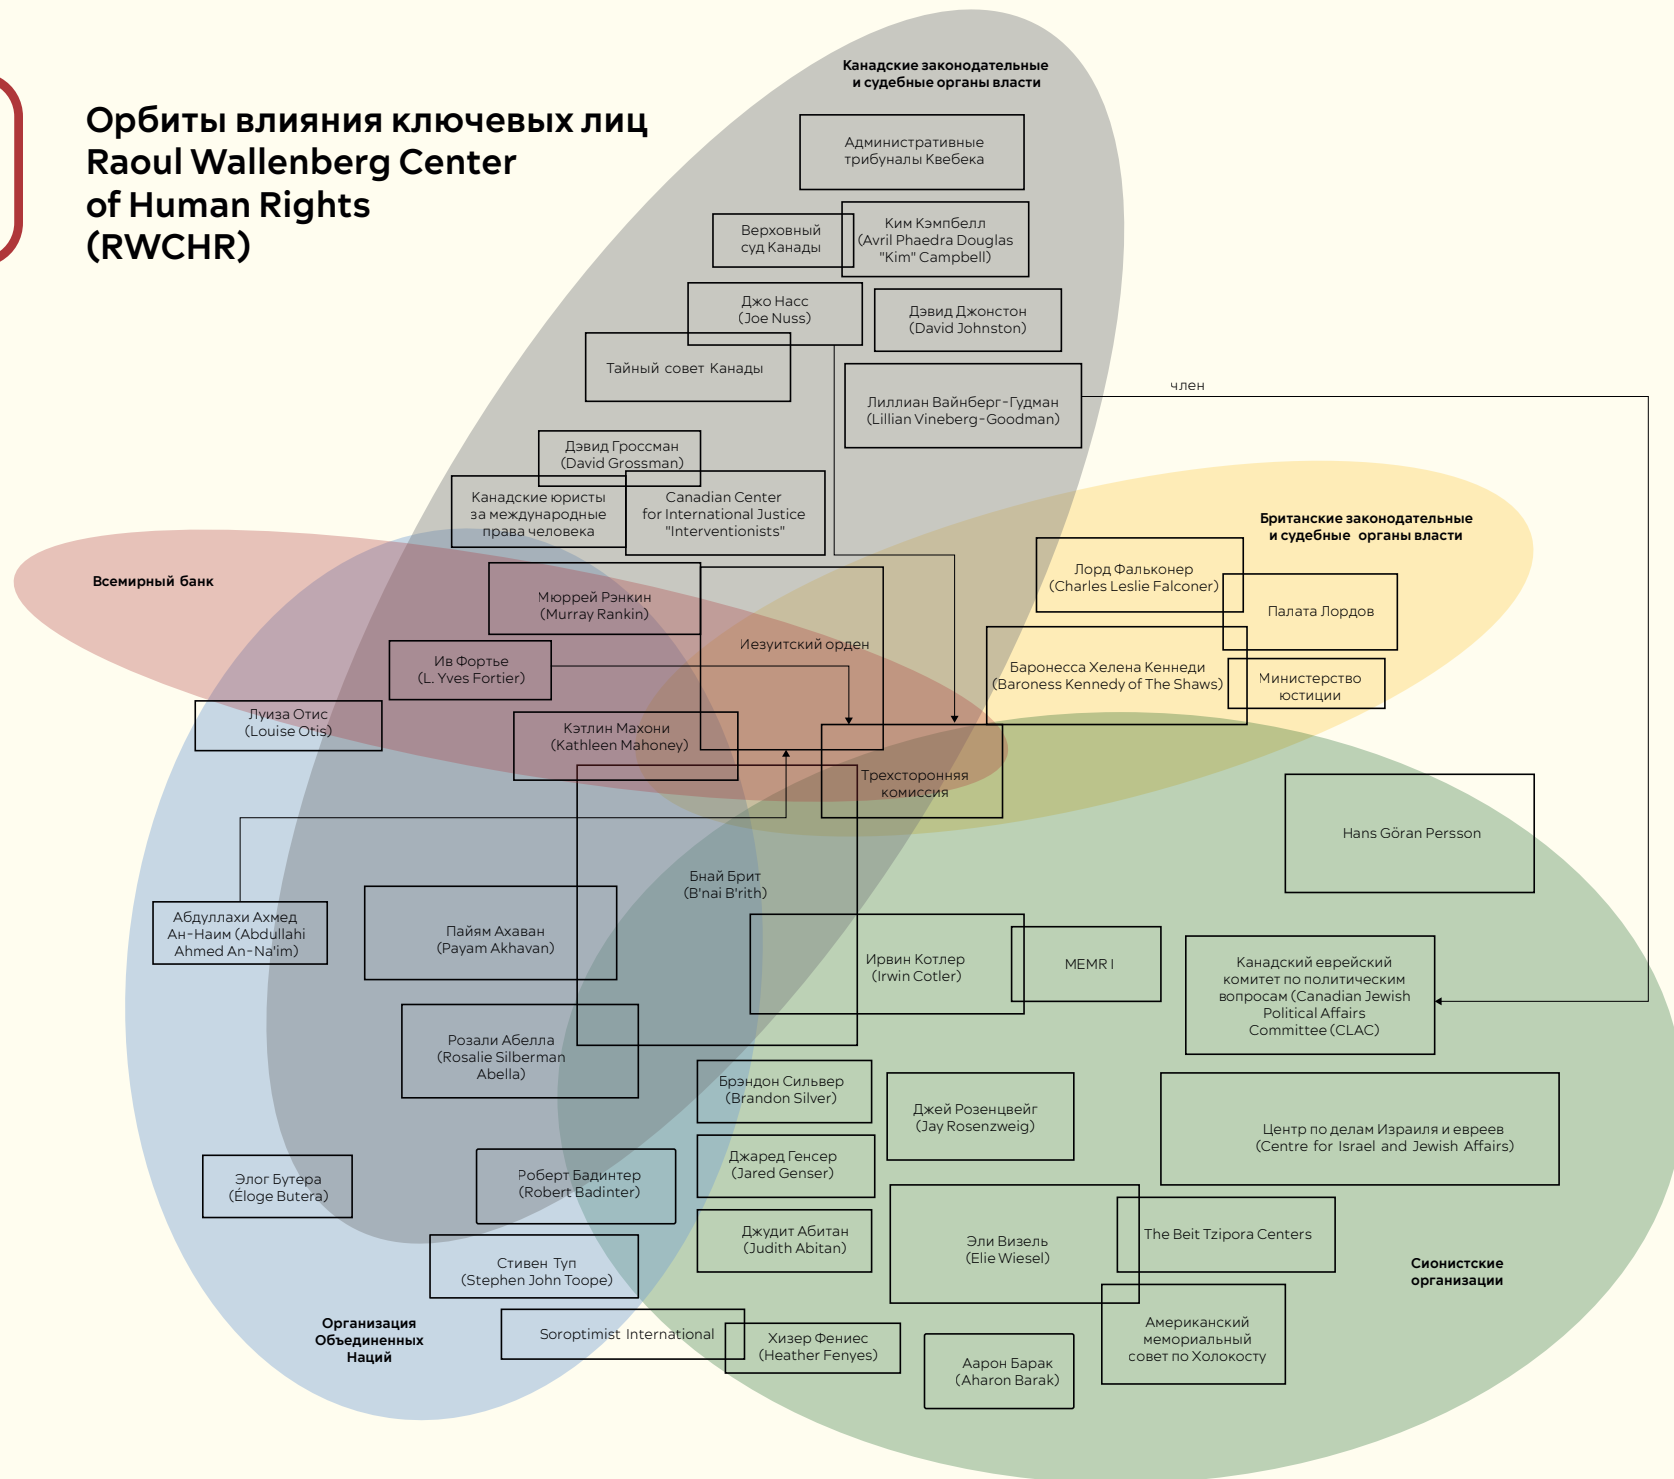 Орбиты влияния ключевых лиц
Raoul Wallenberg Center
of Human Rights
(RWCHR)
Канадские законодательные
и судебные органы власти
Административные
трибуналы Квебека
Верховный
суд Канады
Ким Кэмпбелл
(Avril Phaedra Douglas
"Kim" Campbell)
Джо Насс
(Joe Nuss)
Дэвид Джонстон
(David Johnston)
Тайный совет Канады
член
Лиллиан Вайнберг-Гудман
(Lillian Vineberg-Goodman)
Дэвид Гроссман
(David Grossman)
Канадские юристы
за международные
права человека
Canadian Center
for International Justice
"Interventionists"
Британские законодательные
и судебные органы власти
Всемирный банк
Лорд Фальконер
(Charles Leslie Falconer)
Мюррей Рэнкин
(Murray Rankin)
Палата Лордов
Иезуитский орден
Ив Фортье
(L. Yves Fortier)
Баронесса Хелена Кеннеди
(Baroness Kennedy of The Shaws)
Министерство
юстиции
Луиза Отис
(Louise Otis)
Кэтлин Махони
(Kathleen Mahoney)
Трехсторонняя
комиссия
Hans Göran Persson
Бнай Брит
(B'nai B'rith)
Абдуллахи Ахмед
Ан-Наим (Abdullahi
Ahmed An-Na'im)
Пайям Ахаван
(Payam Akhavan)
Ирвин Котлер
(Irwin Cotler)
MEMR I
Канадский еврейский
комитет по политическим
вопросам (Canadian Jewish
Political Affairs
Committee (CLAC)
Розали Абелла
(Rosalie Silberman
Abella)
Брэндон Сильвер
(Brandon Silver)
Джей Розенцвейг
(Jay Rosenzweig)
Центр по делам Израиля и евреев
(Centre for Israel and Jewish Affairs)
Джаред Генсер
(Jared Genser)
Элог Бутера
(Éloge Butera)
Роберт Бадинтер
(Robert Badinter)
Джудит Абитан
(Judith Abitan)
Эли Визель
(Elie Wiesel)
The Beit Tzipora Centers
Стивен Туп
(Stephen John Toope)
Сионистские
организации
Организация
Объединенных
Наций
Soroptimist International
Хизер Фениес
(Heather Fenyes)
Американский
мемориальный
совет по Холокосту
Аарон Барак
(Aharon Barak)